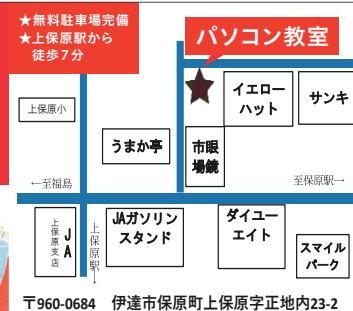 ★無料駐車場完備
★上保原駅から
徒歩7分
パソコン教室
イエロー
ハット
サンキ
上保原小
うまか亭
眼鏡
市場
←至福島
至保原駅→
JA
上保原支店
上保原駅→
JAガソリン
スタンド
ダイユー
エイト
スマイル
パーク
〒960-0684 伊達市保原町上保原字正地内23-2